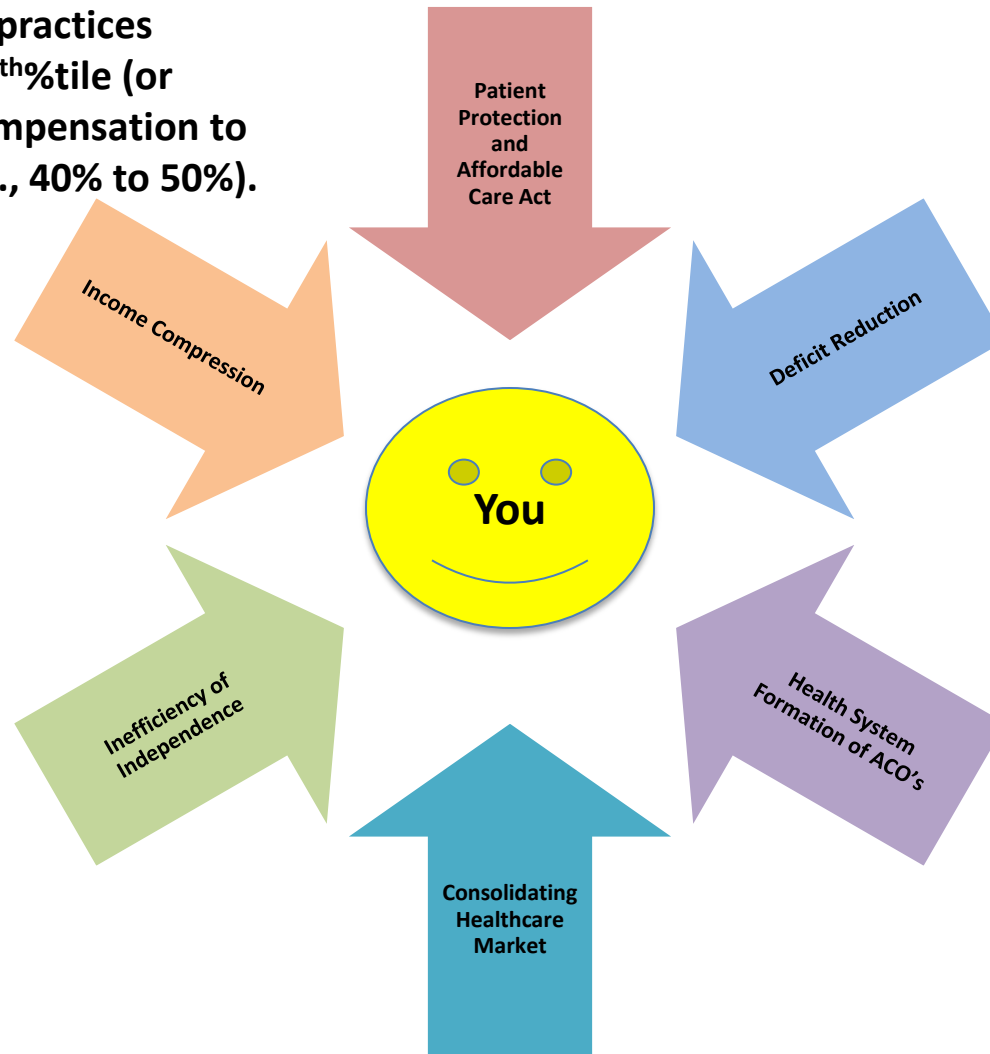 practices
th%tile (or
mpensation to
., 40% to 50%).
Patient
Protection
and
Affordable
Care Act
Income Compression
Deficit Reduction
You
Inefficiency of
Independence
Health System
Formation of ACO's
Consolidating
Healthcare
Market